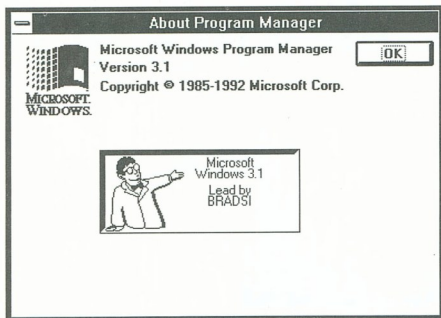 About Program Manager
Microsoft Windows Program Manager
Version 3.1
Copyright © 1985-1992 Microsoft Corp.
OK
MICROSOFT.
WINDOWS.
Microsoft
Windows 3.1
Lead by
BRADSI